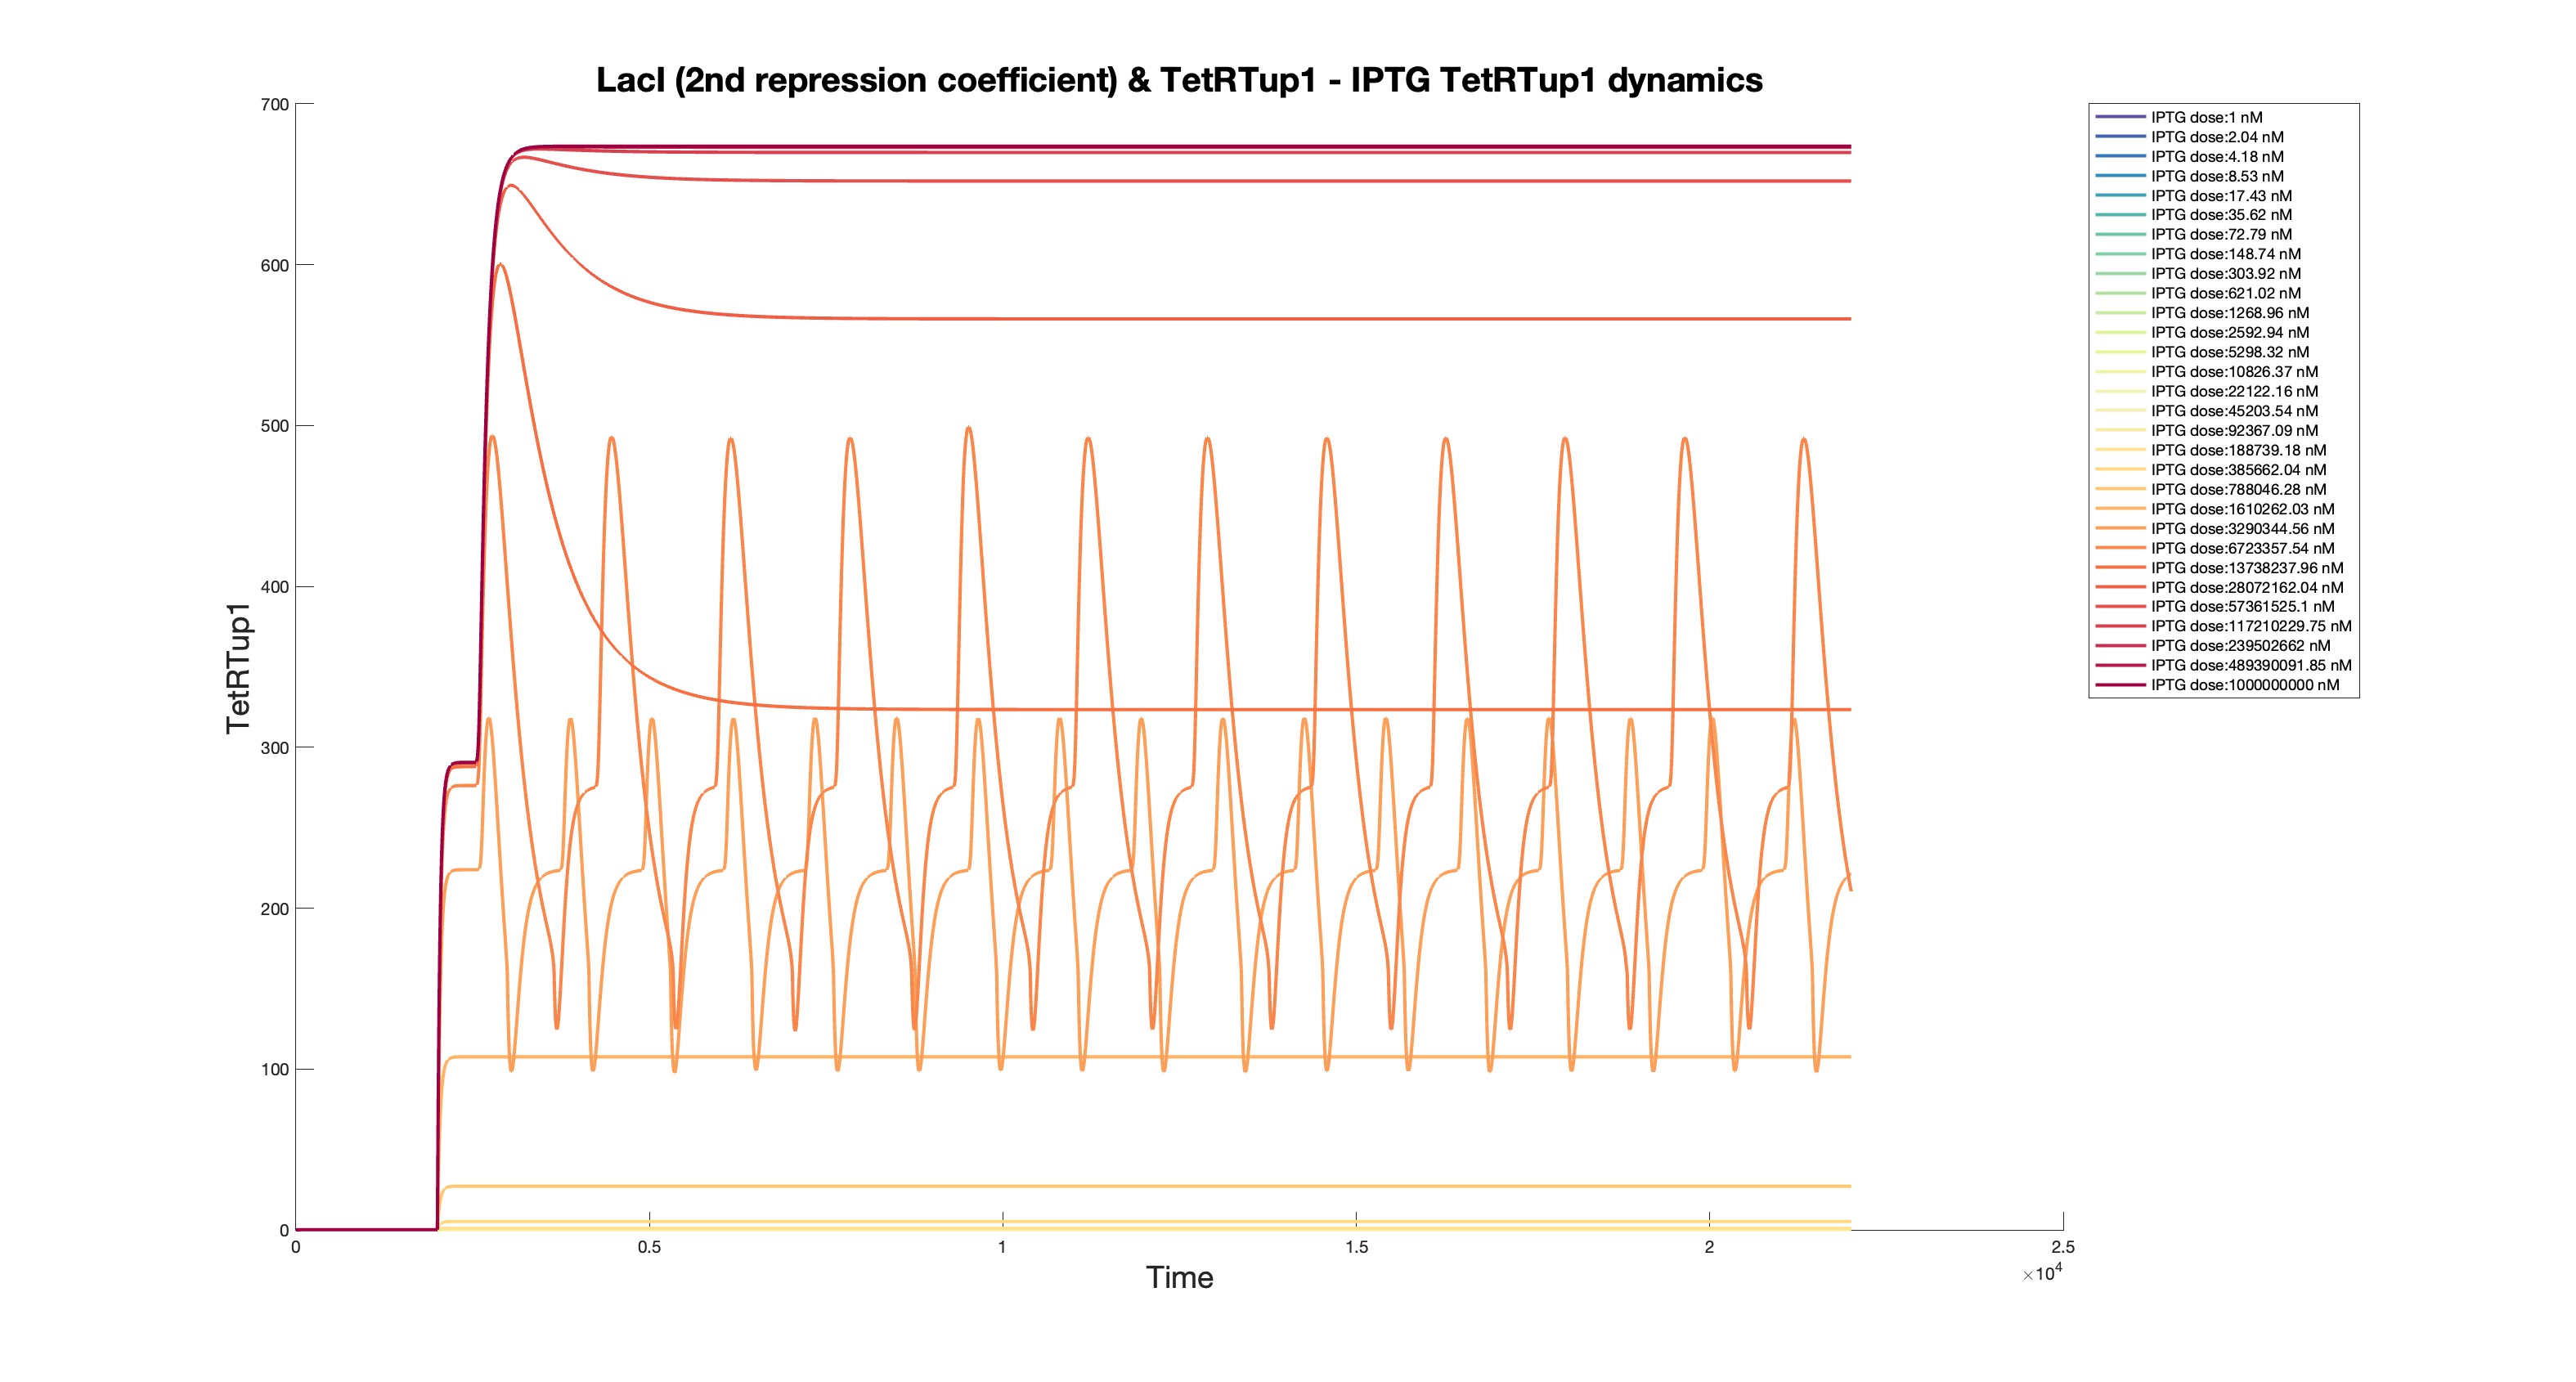 LacI (2nd repression coefficient) & TetRTup1 - IPTG TetRTup1 dynamics
700
600
500
400
300
200
100
0
TetRTup1
0
0.5
1
1.5
2
2.5
×10^4
Time
IPTG dose:1 nM
IPTG dose:2.04 nM
IPTG dose:4.18 nM
IPTG dose:8.53 nM
IPTG dose:17.43 nM
IPTG dose:35.62 nM
IPTG dose:72.79 nM
IPTG dose:148.74 nM
IPTG dose:303.92 nM
IPTG dose:621.02 nM
IPTG dose:1268.96 nM
IPTG dose:2592.94 nM
IPTG dose:5298.32 nM
IPTG dose:10826.37 nM
IPTG dose:22122.16 nM
IPTG dose:45203.54 nM
IPTG dose:92367.09 nM
IPTG dose:188739.18 nM
IPTG dose:385662.04 nM
IPTG dose:788046.28 nM
IPTG dose:1610262.03 nM
IPTG dose:3290344.56 nM
IPTG dose:6723357.54 nM
IPTG dose:13738237.96 nM
IPTG dose:28072162.04 nM
IPTG dose:57361525.1 nM
IPTG dose:117210229.75 nM
IPTG dose:239502662 nM
IPTG dose:489390091.85 nM
IPTG dose:1000000000 nM